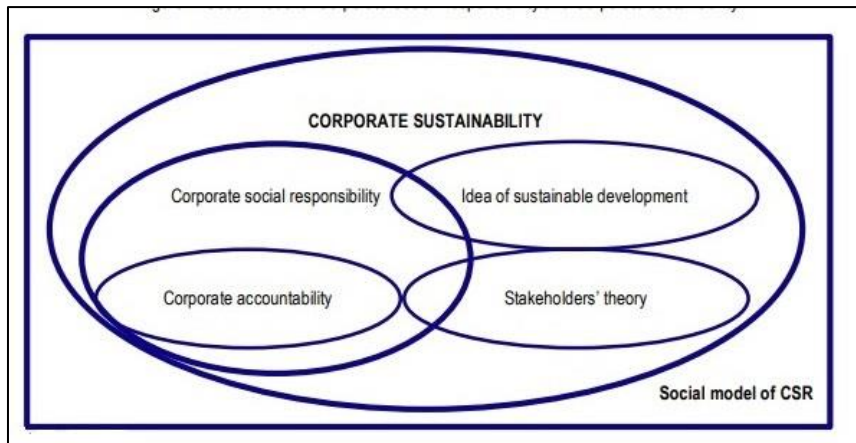 CORPORATE SUSTAINABILITY
Corporate social responsibility
Idea of sustainable development
Corporate accountability
Stakeholders’ theory
Social model of CSR